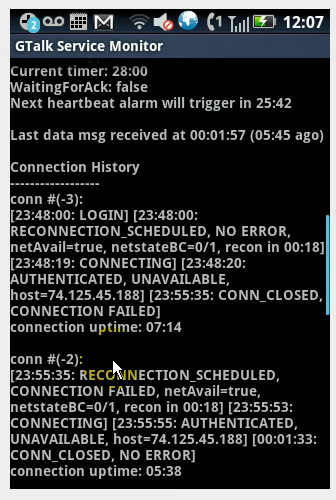 2 1 12:07
GTalk Service Monitor
Current timer: 28:00
WaitingForAck: false
Next heartbeat alarm will trigger in 25:42
Last data msg received at 00:01:57 (05:45 ago)
Connection History
------------------
conn #(-3):
[23:48:00: LOGIN] [23:48:00:
RECONNECTION_SCHEDULED, NO ERROR,
netAvail=true, netstateBC=0/1, recon in 00:18]
[23:48:19: CONNECTING] [23:48:20:
AUTHENTICATED, UNAVAILABLE,
host=74.125.45.188] [23:55:35: CONN_CLOSED,
CONNECTION FAILED]
connection uptime: 07:14
conn #(-2):
[23:55:35: RECONNECTION_SCHEDULED,
CONNECTION FAILED, netAvail=true,
netstateBC=0/1, recon in 00:18] [23:55:53:
CONNECTING] [23:55:55: AUTHENTICATED,
UNAVAILABLE, host=74.125.45.188] [00:01:33:
CONN_CLOSED, NO ERROR]
connection uptime: 05:38